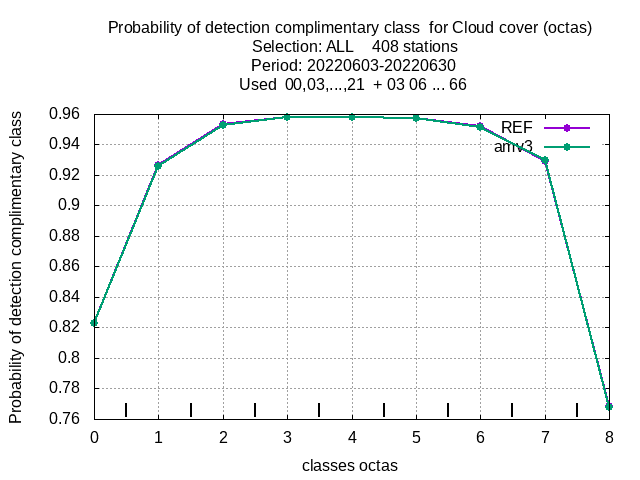 Probability of detection complimentary class  for Cloud cover (octas)
Selection: ALL    408 stations
Period: 20220603-20220630
Used  00,03,...,21  + 03 06 ... 66
Probability of detection complimentary class
0.96
0.94
0.92
0.9
0.88
0.86
0.84
0.82
0.8
0.78
0.76
REF
amv3
0 1 2 3 4 5 6 7 8
classes octas